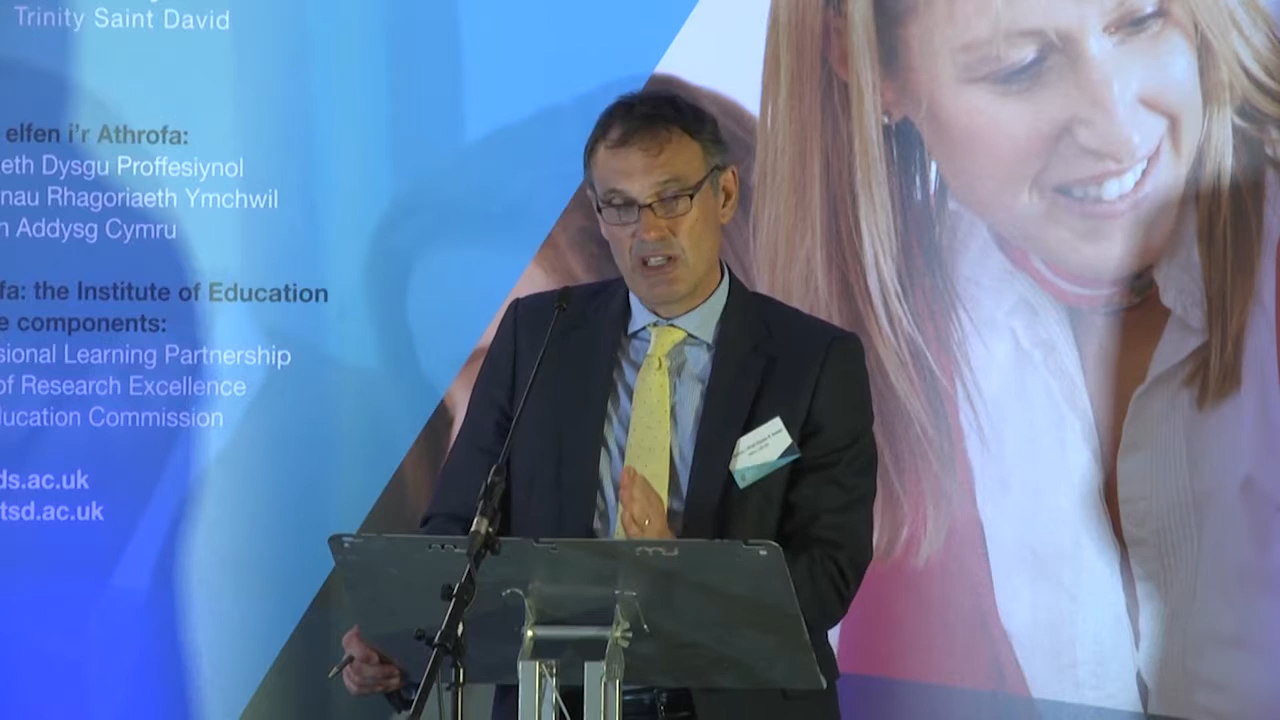 Trinity Saint David
elfen i'r Athrofa:
eth Dysgu Proffesiynol
nau Rhagoriaeth Ymchwil
n Addysg Cymru
fa: the Institute of Education
e components:
sional Learning Partnership
of Research Excellence
ducation Commission
ds.ac.uk
tsd.ac.uk